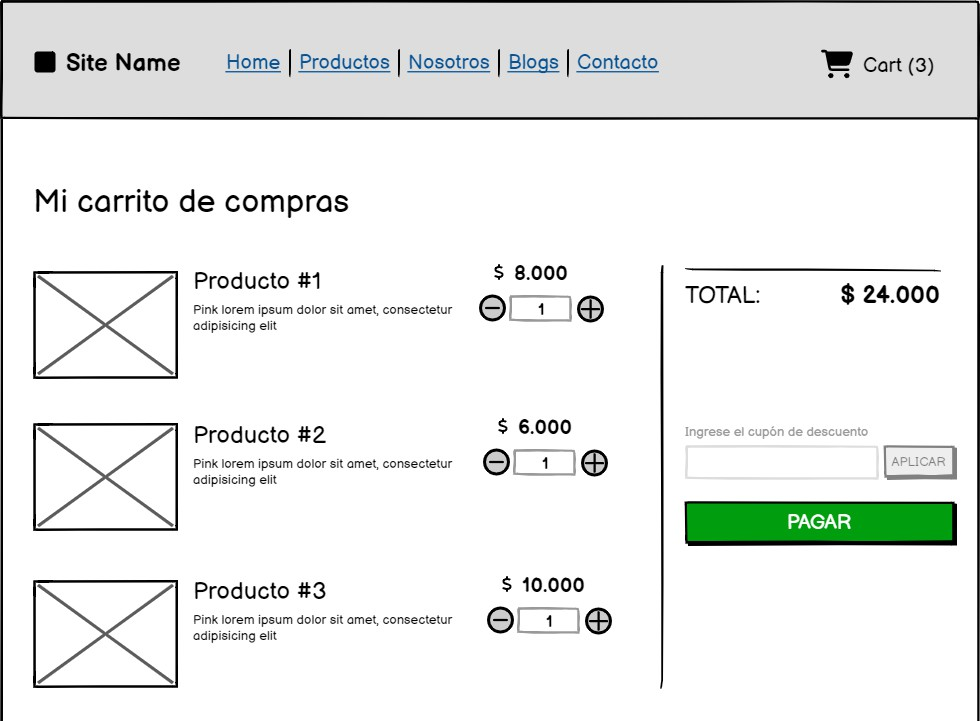 Site Name Home Productos Nosotros Blogs Contacto Cart (3)
Mi carrito de compras
Producto #1
Pink lorem ipsum dolor sit amet, consectetur
adipisicing elit
$ 8.000
1
Producto #2
Pink lorem ipsum dolor sit amet, consectetur
adipisicing elit
$ 6.000
1
Producto #3
Pink lorem ipsum dolor sit amet, consectetur
adipisicing elit
$ 10.000
1
TOTAL: $ 24.000
Ingrese el cupón de descuento
APLICAR
PAGAR